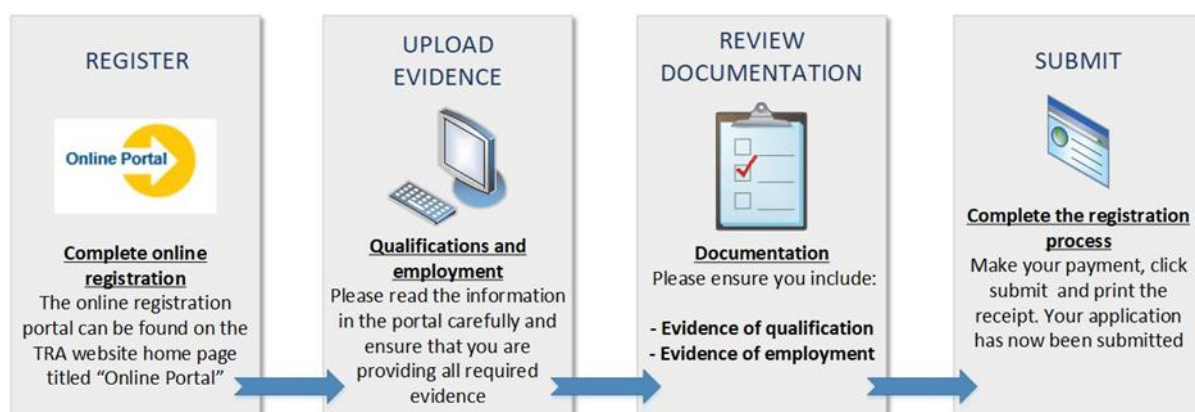 REGISTER
Online Portal
Complete online
registration
The online registration
portal can be found on the
TRA website home page
titled “Online Portal”
UPLOAD
EVIDENCE
Qualifications and
employment
Please read the information
in the portal carefully and
ensure that you are
providing all required
evidence
REVIEW
DOCUMENTATION
Documentation
Please ensure you include:
- Evidence of qualification
- Evidence of employment
SUBMIT
Complete the registration
process
Make your payment, click
submit and print the
receipt. Your application
has now been submitted